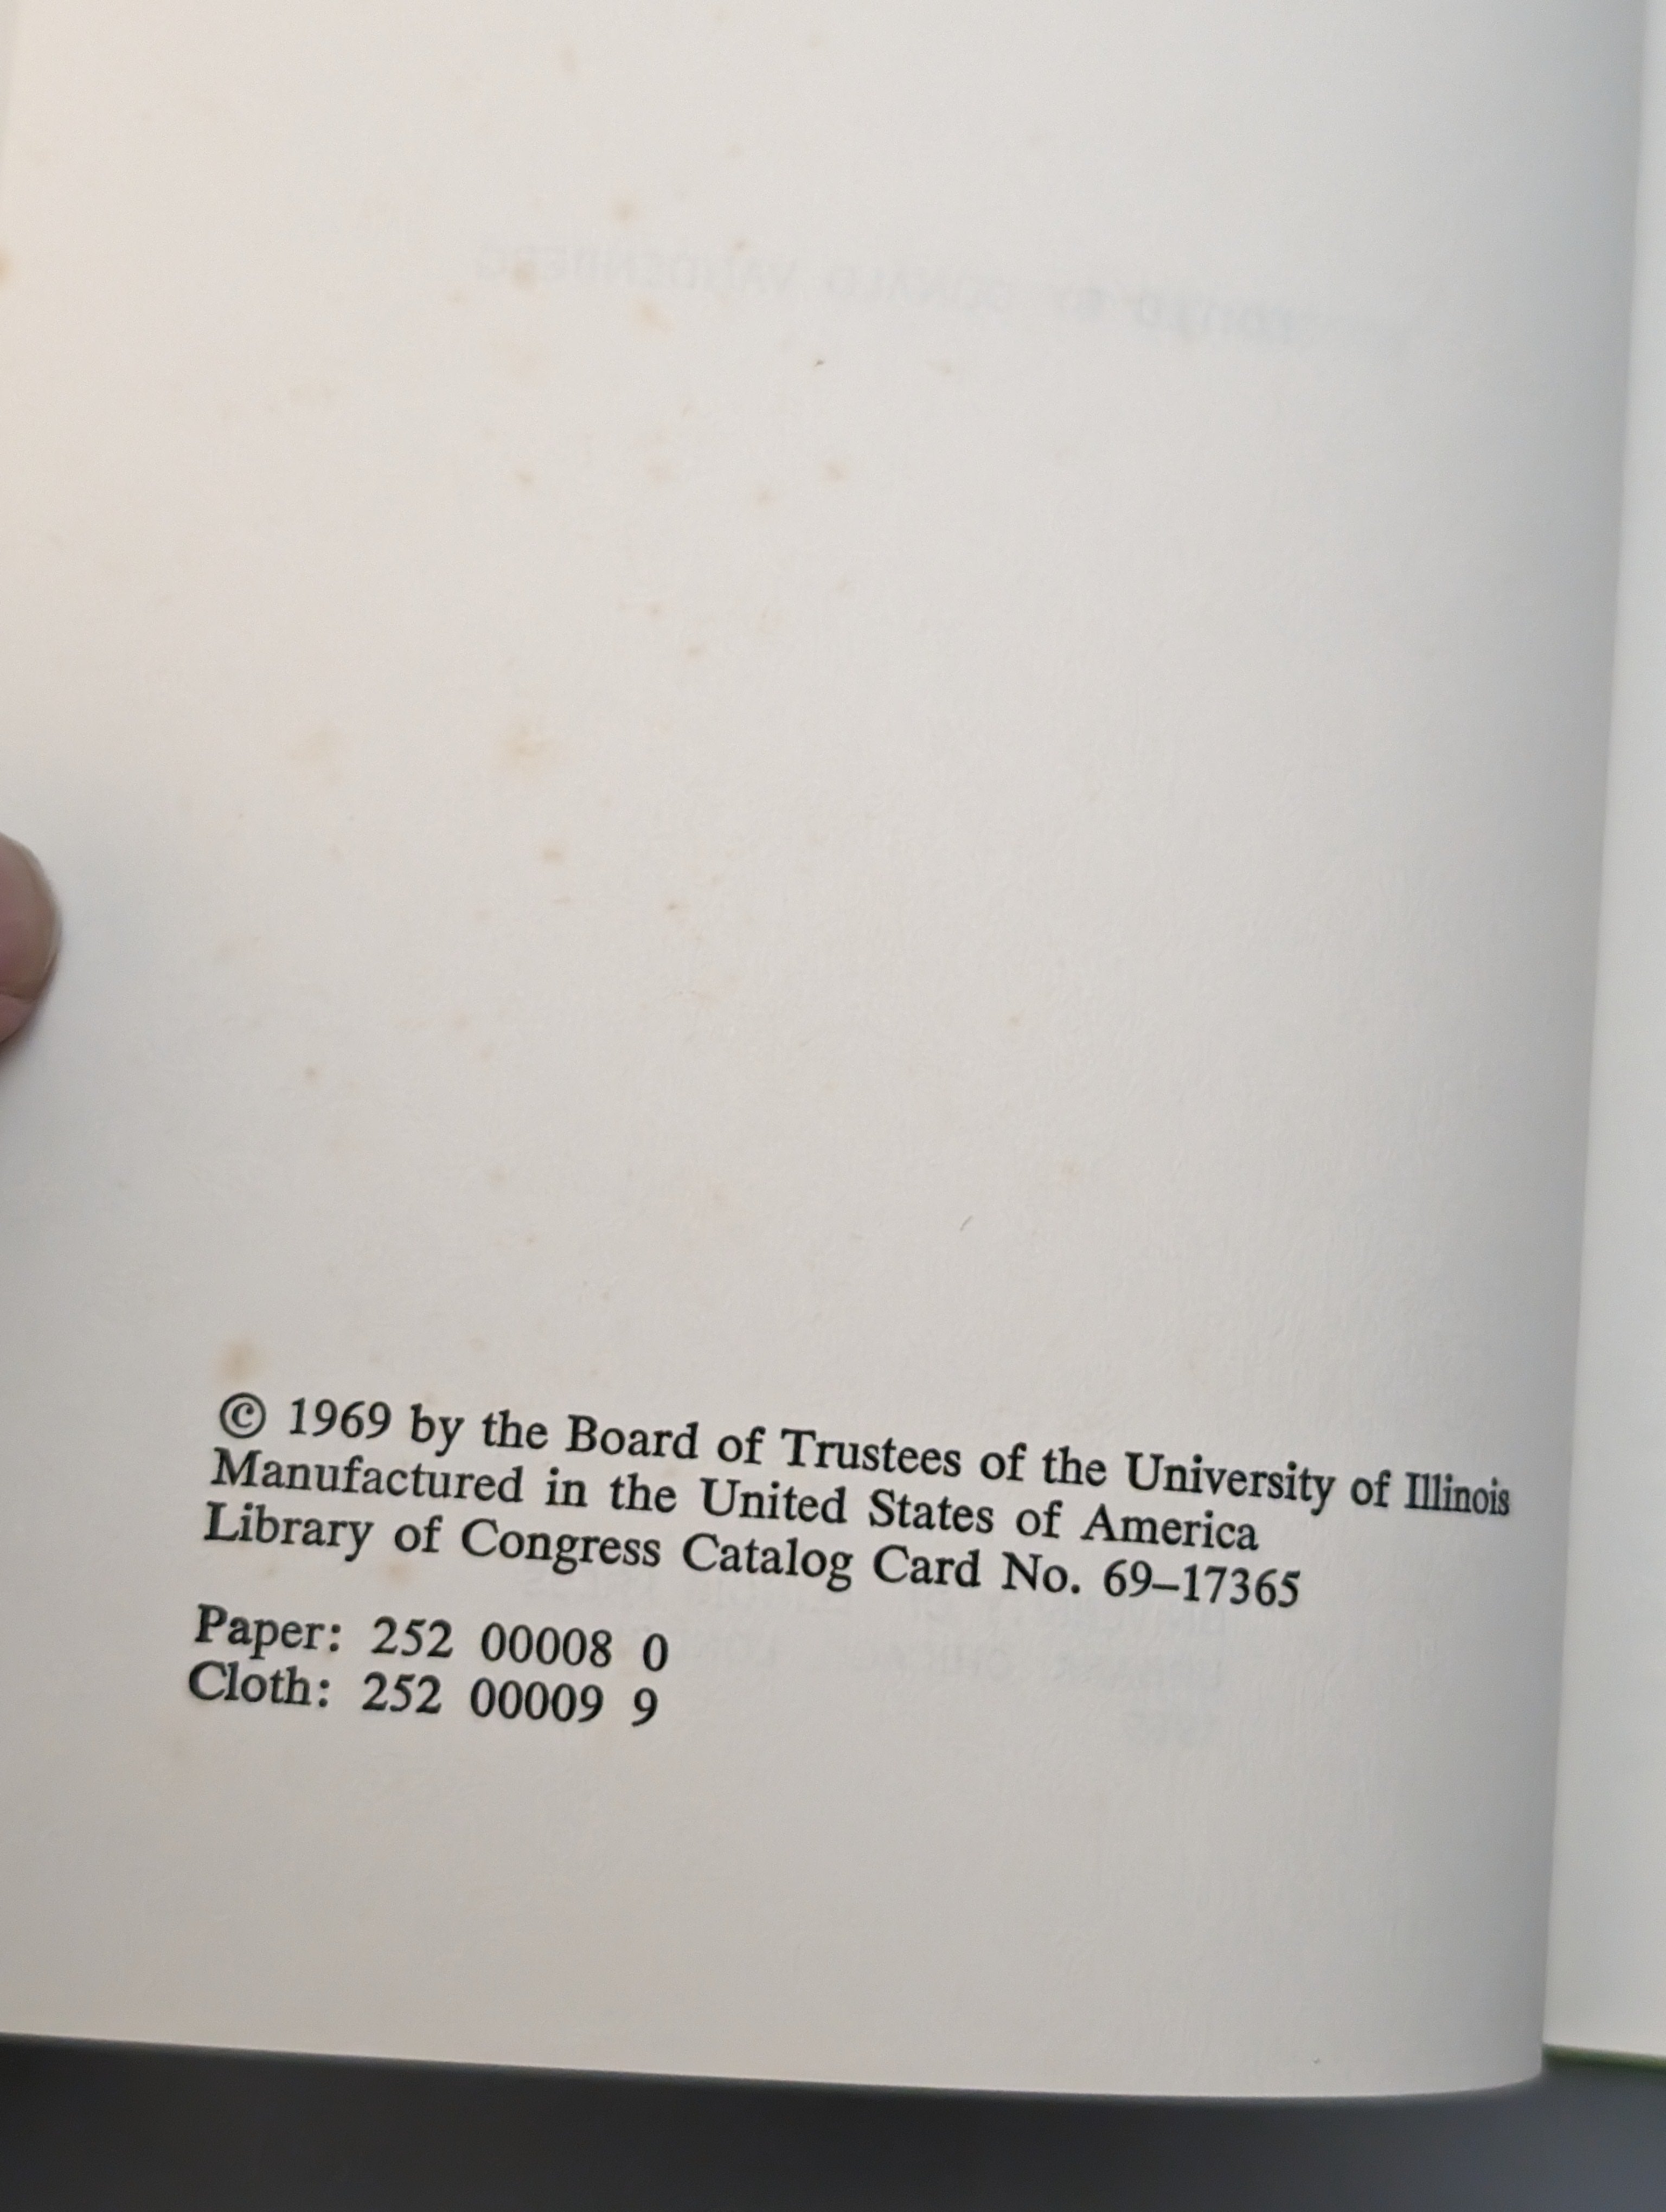 © 1969 by the Board of Trustees of the University of Illinois
Manufactured in the United States of America
Library of Congress Catalog Card No. 69–17365
Paper: 252 00008 0
Cloth: 252 00009 9